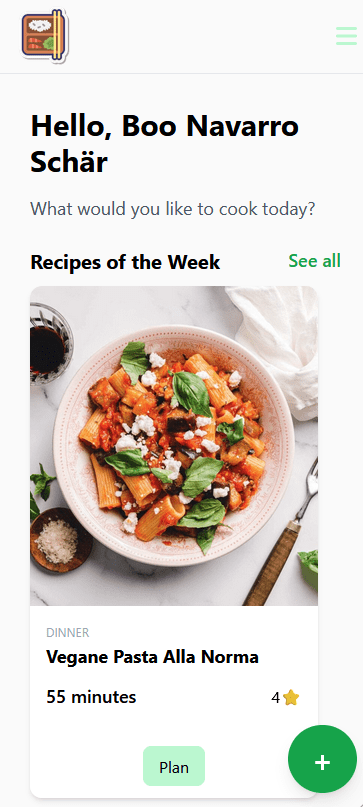 Hello, Boo Navarro
Schär
What would you like to cook today?
Recipes of the Week
See all
DINNER
Vegane Pasta Alla Norma
55 minutes
4
Plan
+